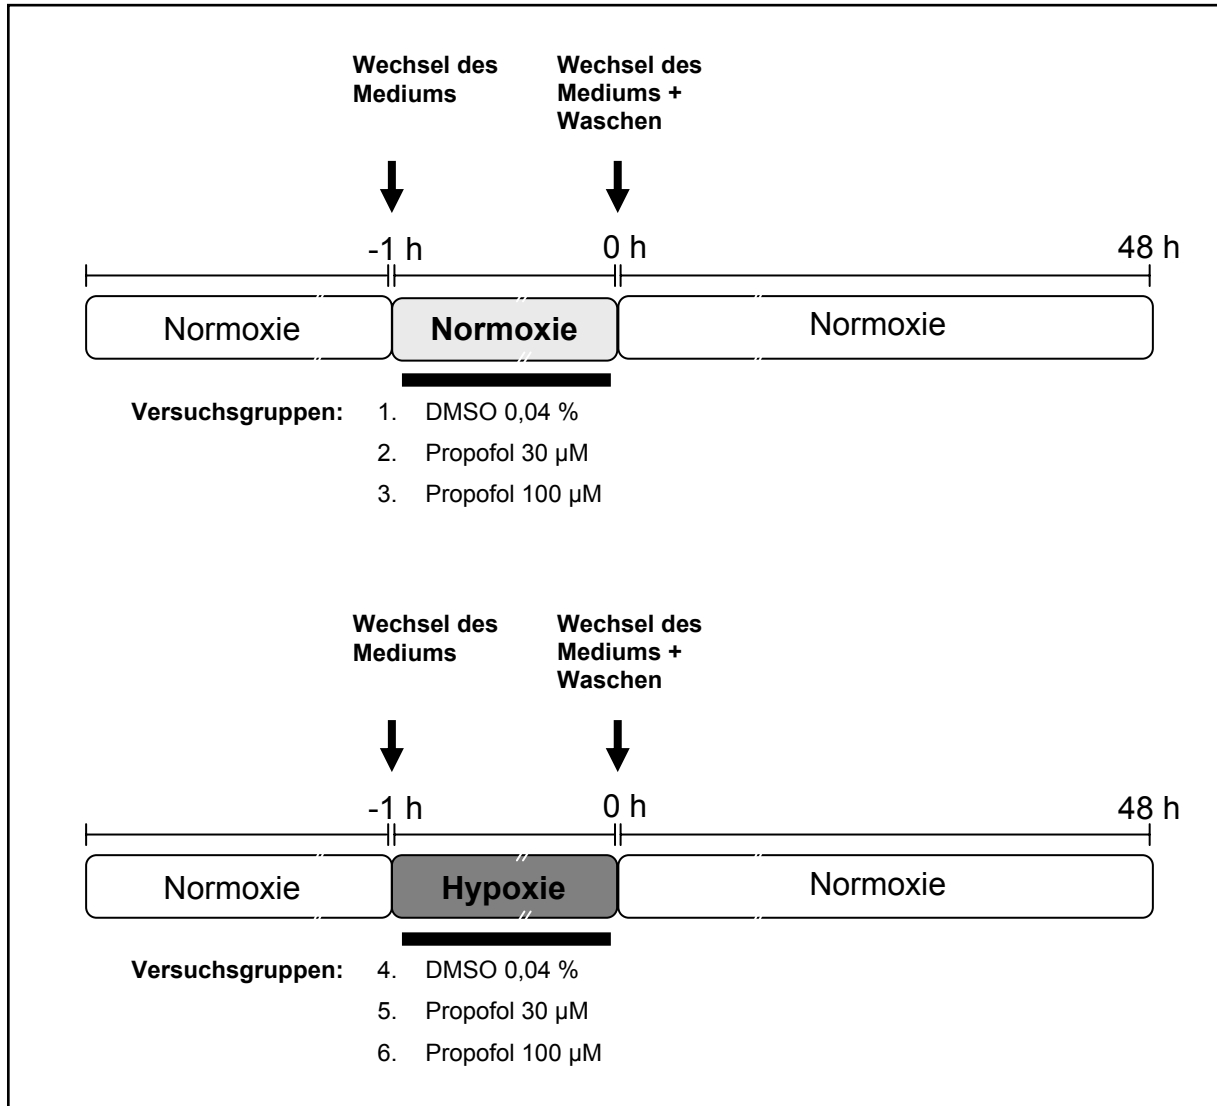 Wechsel des
Mediums
Wechsel des
Mediums +
Waschen
-1 h
0 h
48 h
Normoxie
Normoxie
Normoxie
Versuchsgruppen:
1. DMSO 0,04 %
2. Propofol 30 µM
3. Propofol 100 µM
Wechsel des
Mediums
Wechsel des
Mediums +
Waschen
-1 h
0 h
48 h
Normoxie
Hypoxie
Normoxie
Versuchsgruppen:
4. DMSO 0,04 %
5. Propofol 30 µM
6. Propofol 100 µM